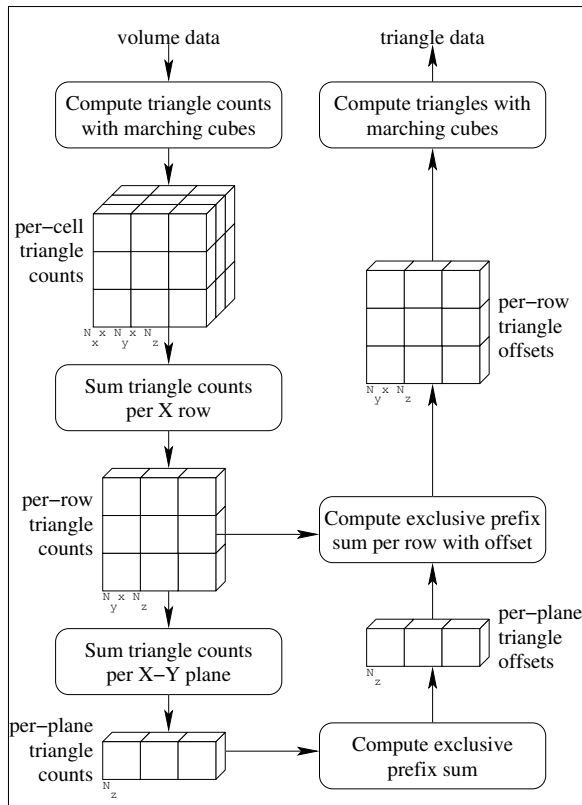 volume data
Compute triangle counts
with marching cubes
per-cell
triangle
counts
N x N x N
x y z
Sum triangle counts
per X row
per-row
triangle
counts
N x N
y z
Sum triangle counts
per X-Y plane
per-plane
triangle
counts
N
z
Compute exclusive
prefix sum
per-plane
triangle
offsets
N
z
Compute exclusive prefix
sum per row with offset
per-row
triangle
offsets
N x N
y z
Compute triangles with
marching cubes
triangle data